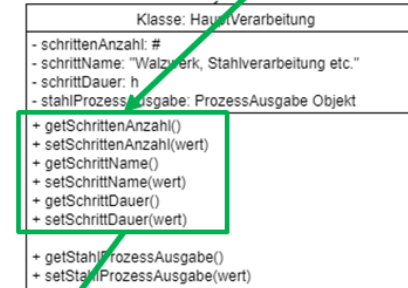 Klasse: HauptVerarbeitung
- schrittenAnzahl: #
- schrittName: "Walzwerk, Stahlverarbeitung etc."
- schrittDauer: h
- stahlProzessAusgabe: ProzessAusgabe Objekt
+ getSchrittenAnzahl()
+ setSchrittenAnzahl(wert)
+ getSchrittName()
+ setSchrittName(wert)
+ getSchrittDauer()
+ setSchrittDauer(wert)
+ getStahlProzessAusgabe()
+ setStahlProzessAusgabe(wert)